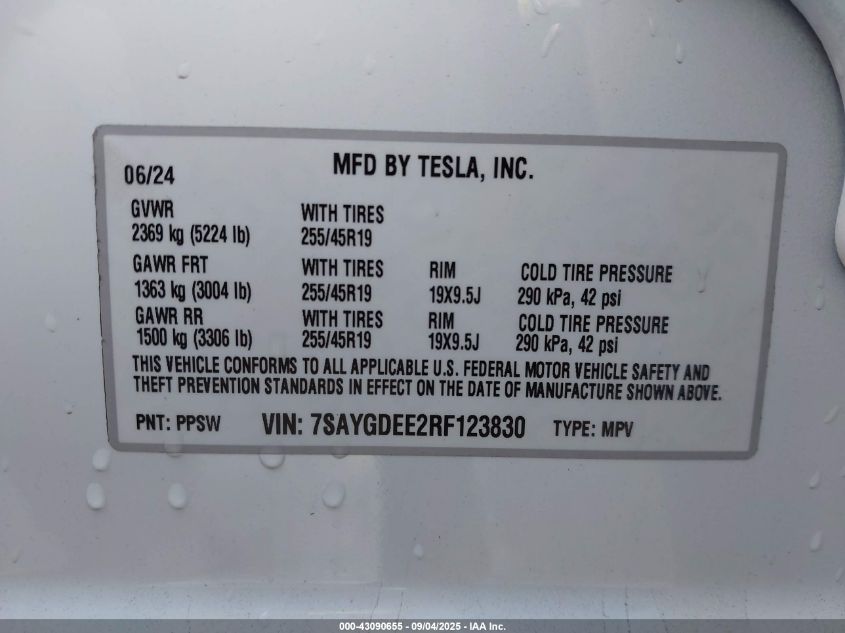 06/24 MFD BY TESLA, INC.
GVWR WITH TIRES
2369 kg (5224 lb) 255/45R19
GAWR FRT WITH TIRES RIM COLD TIRE PRESSURE
1363 kg (3004 lb) 255/45R19 19X9.5J 290 kPa, 42 psi
GAWR RR WITH TIRES RIM COLD TIRE PRESSURE
1500 kg (3306 lb) 255/45R19 19X9.5J 290 kPa, 42 psi
THIS VEHICLE CONFORMS TO ALL APPLICABLE U.S. FEDERAL MOTOR VEHICLE SAFETY AND
THEFT PREVENTION STANDARDS IN EFFECT ON THE DATE OF MANUFACTURE SHOWN ABOVE.
PNT: PPSW VIN: 7SAYGDEE2RF123830 TYPE: MPV
000-43090655 - 09/04/2025 - IAA Inc.